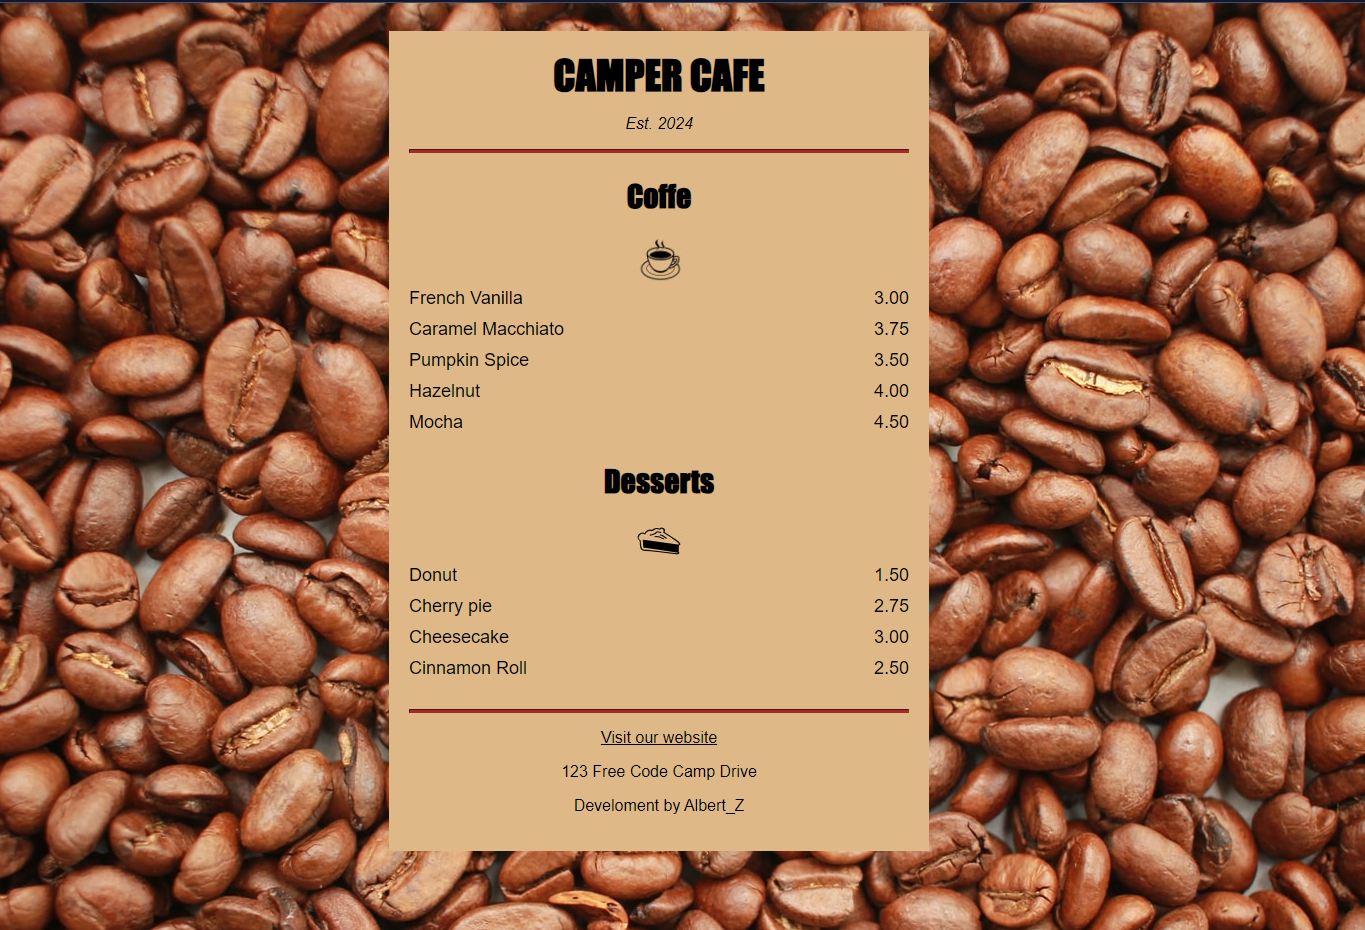 CAMPER CAFE
Est. 2024
Coffe
French Vanilla 3.00
Caramel Macchiato 3.75
Pumpkin Spice 3.50
Hazelnut 4.00
Mocha 4.50
Desserts
Donut 1.50
Cherry pie 2.75
Cheesecake 3.00
Cinnamon Roll 2.50
Visit our website
123 Free Code Camp Drive
Develoment by Albert_Z